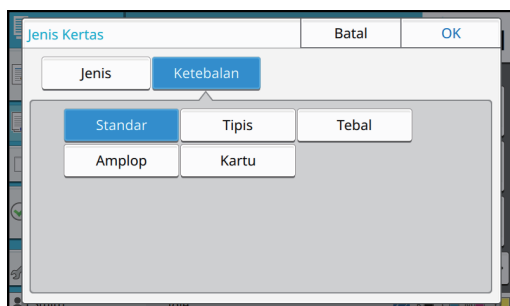 Jenis Kertas Batal OK
Jenis Ketebalan
Standar Tipis Tebal
Amplop Kartu